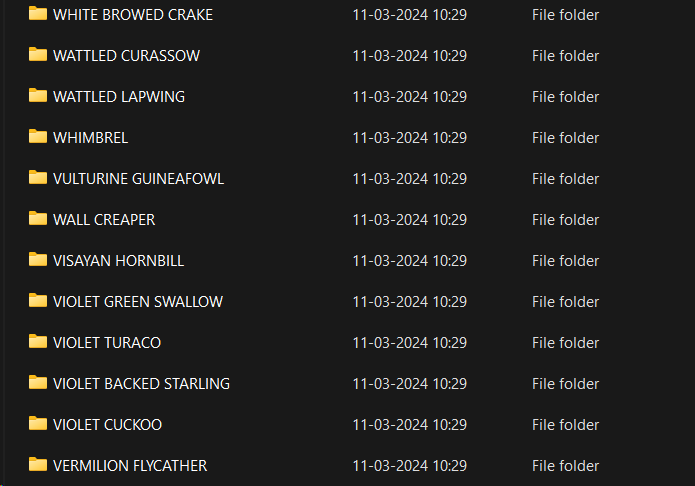 WHITE BROWED CRAKE 11-03-2024 10:29 File folder
WATTLED CURASSOW 11-03-2024 10:29 File folder
WATTLED LAPWING 11-03-2024 10:29 File folder
WHIMBREL 11-03-2024 10:29 File folder
VULTURINE GUINEAFOWL 11-03-2024 10:29 File folder
WALL CREAPER 11-03-2024 10:29 File folder
VISAYAN HORNBILL 11-03-2024 10:29 File folder
VIOLET GREEN SWALLOW 11-03-2024 10:29 File folder
VIOLET TURACO 11-03-2024 10:29 File folder
VIOLET BACKED STARLING 11-03-2024 10:29 File folder
VIOLET CUCKOO 11-03-2024 10:29 File folder
VERMILION FLYCATHER 11-03-2024 10:29 File folder